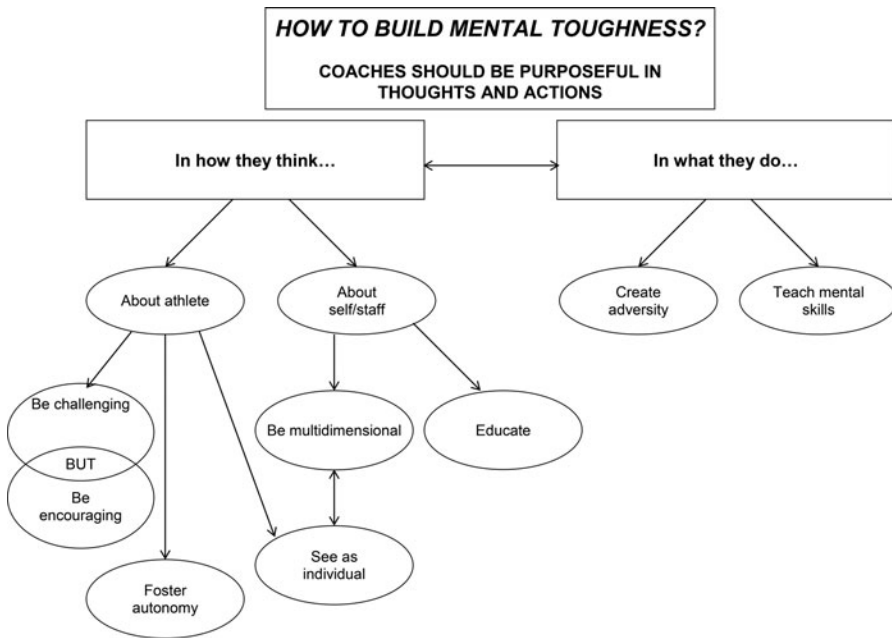 HOW TO BUILD MENTAL TOUGHNESS?
COACHES SHOULD BE PURPOSEFUL IN
THOUGHTS AND ACTIONS
In how they think…
In what they do…
About athlete
About
self/staff
Create
adversity
Teach mental
skills
Be challenging
BUT
Be
encouraging
Be multidimensional
Educate
See as
individual
Foster
autonomy